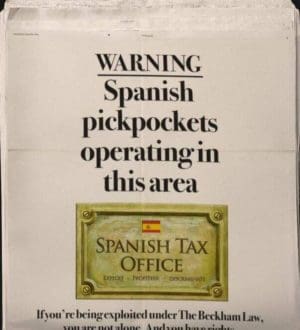 WARNING
Spanish
pickpockets
operating in
this area
SPANISH TAX
OFFICE
If you're being exploited under The Beckham Law,
you are not alone. And you have rights